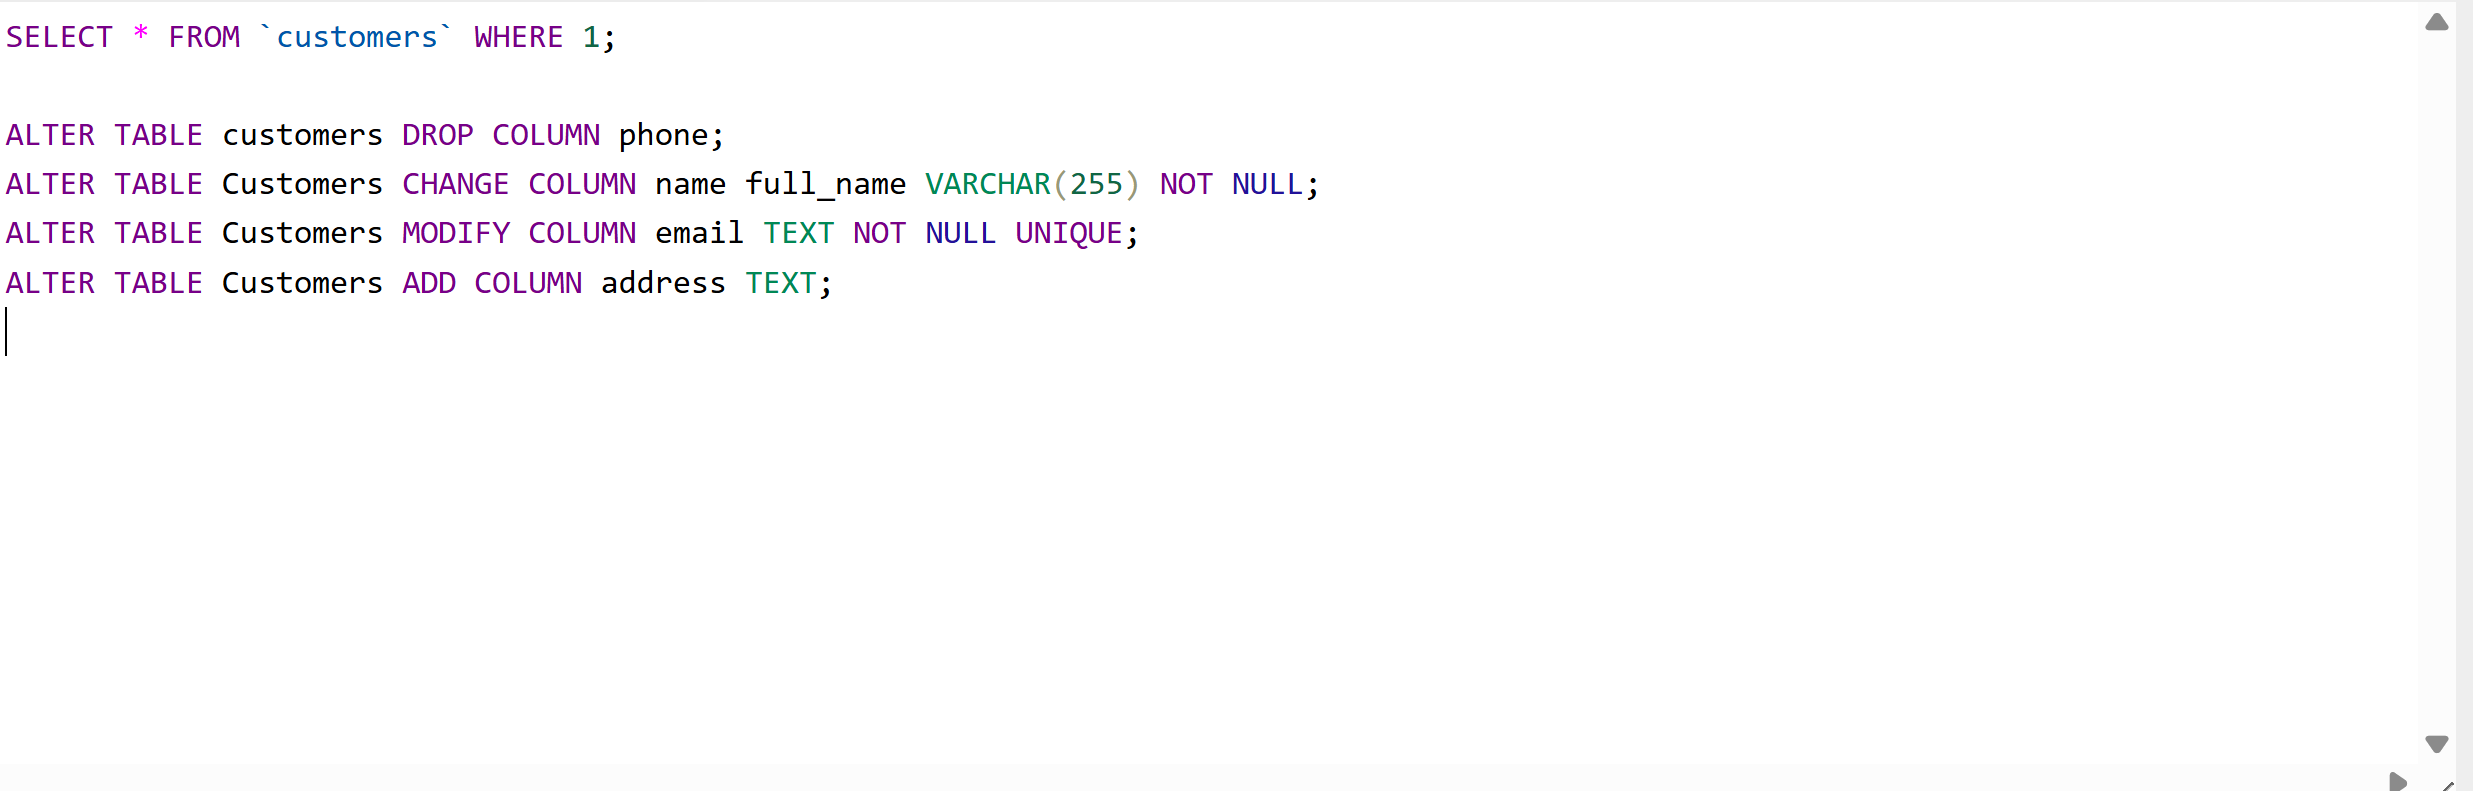 SELECT * FROM `customers` WHERE 1;
ALTER TABLE customers DROP COLUMN phone;
ALTER TABLE Customers CHANGE COLUMN name full_name VARCHAR(255) NOT NULL;
ALTER TABLE Customers MODIFY COLUMN email TEXT NOT NULL UNIQUE;
ALTER TABLE Customers ADD COLUMN address TEXT;